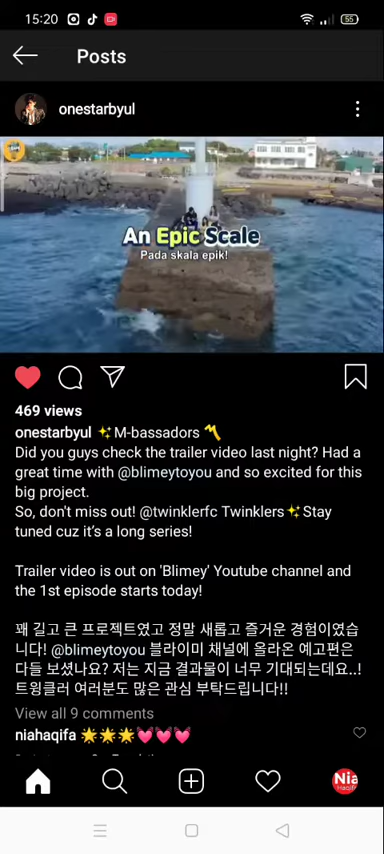 15:20
55
Posts
onestarbyul
An Epic Scale
Pada skala epik!
469 views
onestarbyul ✨M-bassadors 〽️
Did you guys check the trailer video last night? Had a
great time with @blimeytoyou and so excited for this
big project.
So, don't miss out! @twinklerfc Twinklers✨Stay
tuned cuz it's a long series!
Trailer video is out on 'Blimey' Youtube channel and
the 1st episode starts today!
꽤 길고 큰 프로젝트였고 정말 새롭고 즐거운 경험이였습
니다! @blimeytoyou 블라이미 채널에 올라온 예고편은
다들 보셨나요? 저는 지금 결과물이 너무 기대되는데요..!
트윙클러 여러분도 많은 관심 부탁드립니다!!
View all 9 comments
niahaqifa 🌟🌟🌟💓💓💓
Nia